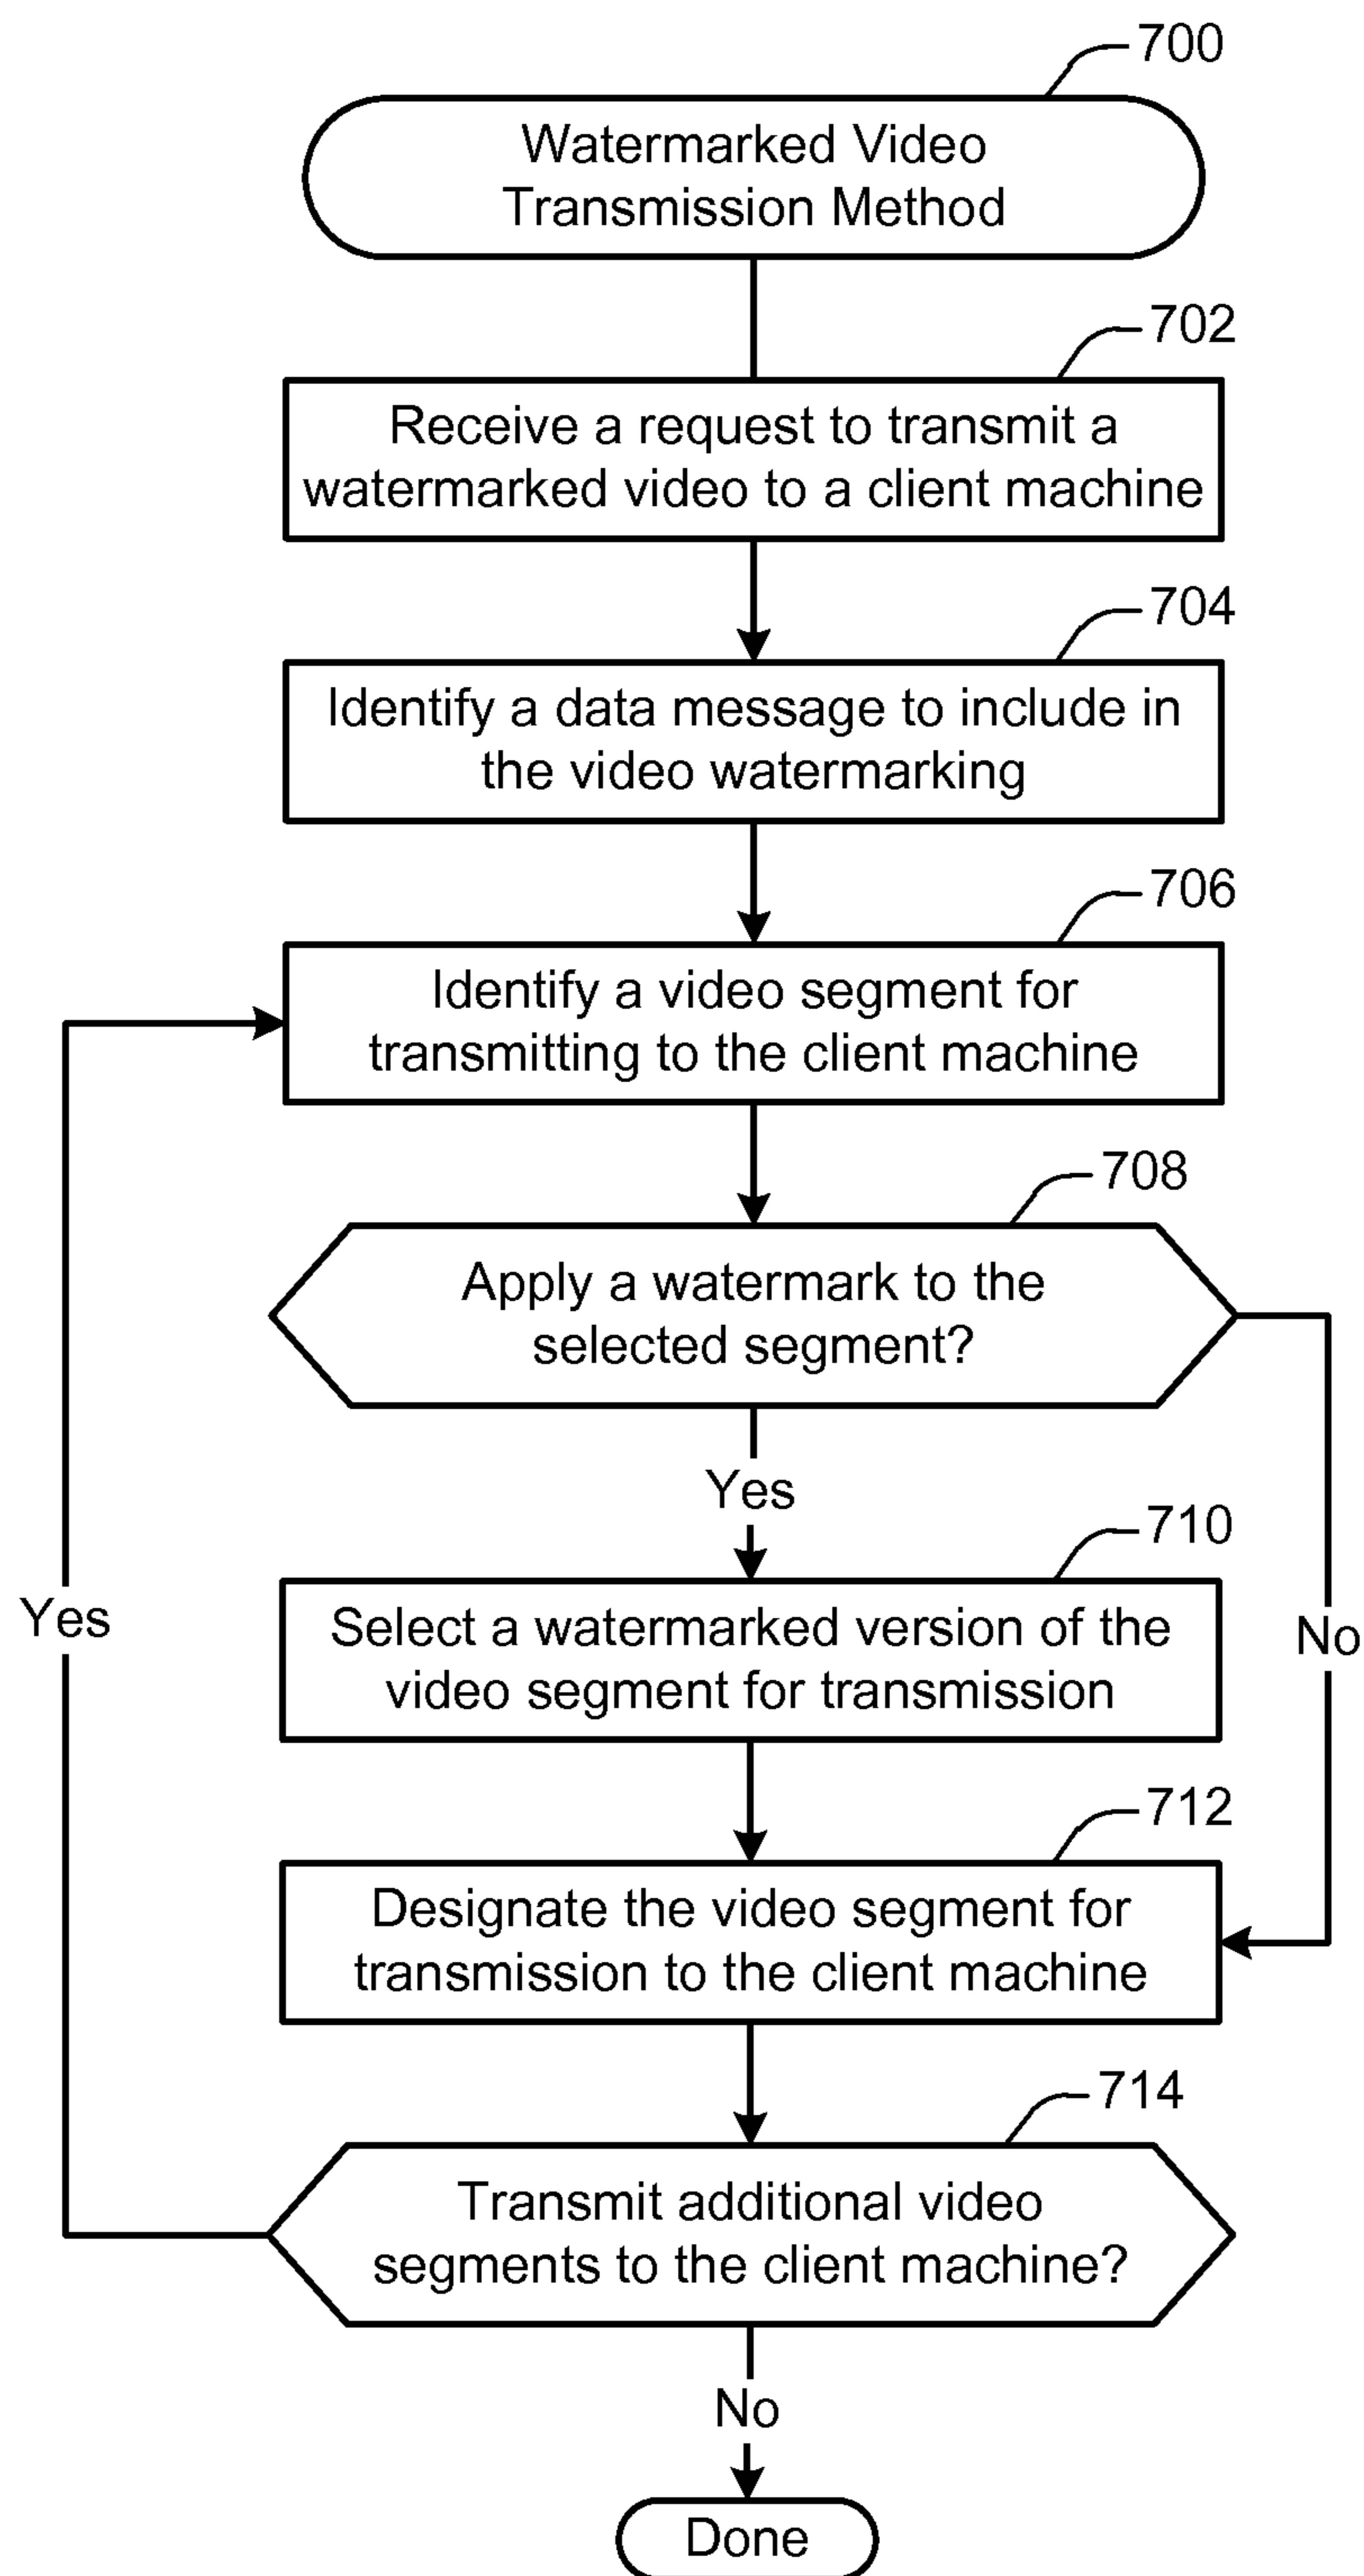 700
Watermarked Video
Transmission Method
702
Receive a request to transmit a
watermarked video to a client machine
704
Identify a data message to include in
the video watermarking
706
Identify a video segment for
transmitting to the client machine
708
Apply a watermark to the
selected segment?
Yes
710
Select a watermarked version of the
video segment for transmission
Yes
No
712
Designate the video segment for
transmission to the client machine
714
Transmit additional video
segments to the client machine?
No
Done